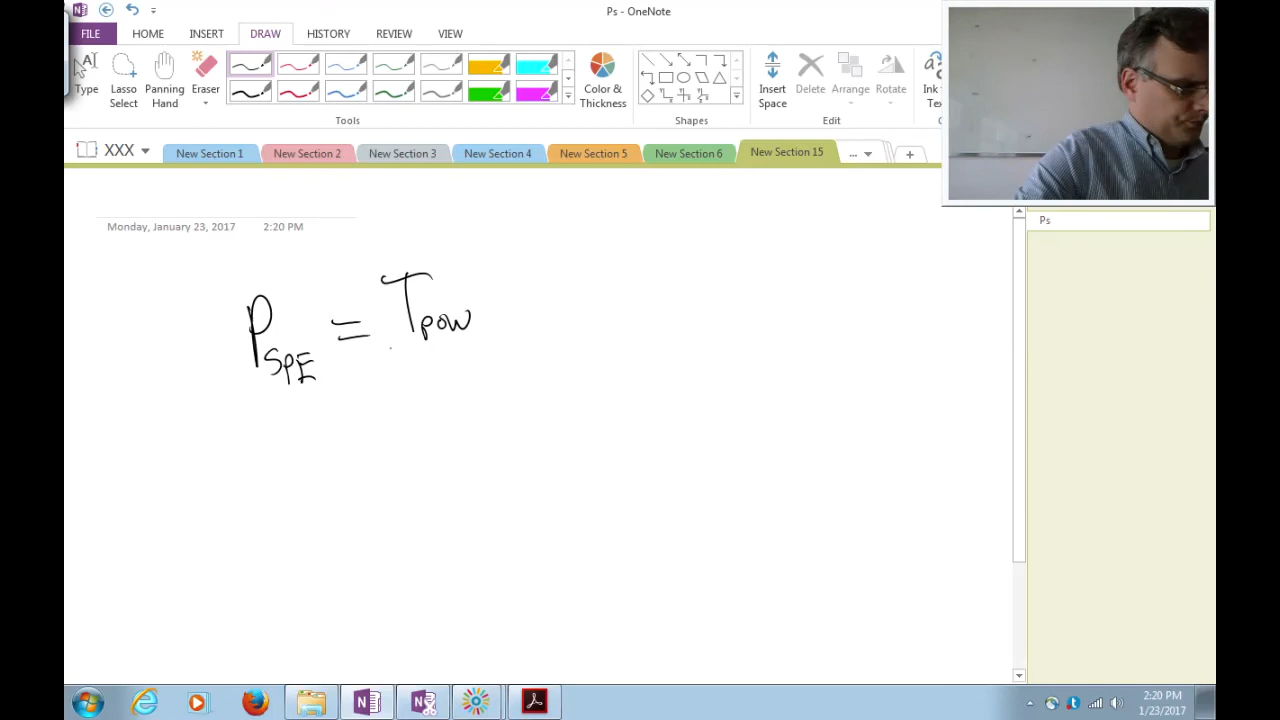 Ps - OneNote
FILE HOME INSERT DRAW HISTORY REVIEW VIEW
Type
Lasso Select
Panning Hand
Eraser
Color & Thickness
Insert Space
Delete
Arrange
Rotate
Ink to
Tools
Shapes
Edit
XXX
New Section 1
New Section 2
New Section 3
New Section 4
New Section 5
New Section 6
New Section 15
...
Ps
Monday, January 23, 2017 2:20 PM
P_SPE = T_pow
2:20 PM
1/23/2017